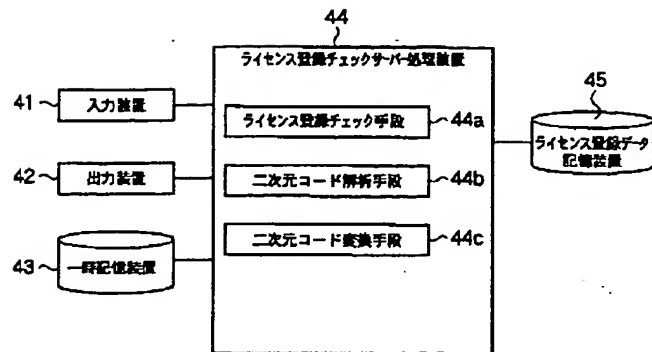 44
ライセンス登録チェックサーバー処理装置
41
入力装置
ライセンス登録チェック手段
44a
45
ライセンス登録データ
記憶装置
42
出力装置
二次元コード解析手段
44b
43
一時記憶装置
二次元コード変換手段
44c